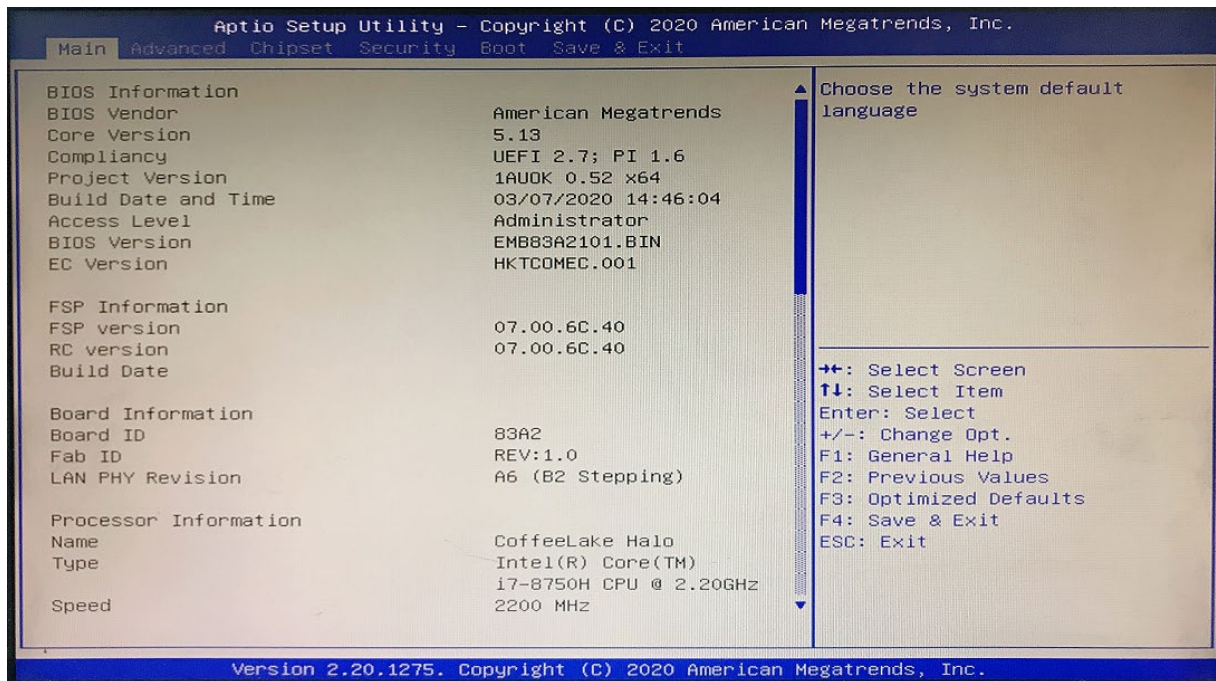 Aptio Setup Utility – Copyright (C) 2020 American Megatrends, Inc.
Main Advanced Chipset Security Boot Save & Exit
BIOS Information
BIOS Vendor American Megatrends
Core Version 5.13
Compliancy UEFI 2.7; PI 1.6
Project Version 1AUOK 0.52 x64
Build Date and Time 03/07/2020 14:46:04
Access Level Administrator
BIOS Version EMB83A2101.BIN
EC Version HKTCOMEC.001
FSP Information
FSP version 07.00.6C.40
RC version 07.00.6C.40
Build Date
Board Information
Board ID 83A2
Fab ID REV:1.0
LAN PHY Revision A6 (B2 Stepping)
Processor Information
Name CoffeeLake Halo
Type Intel(R) Core(TM)
i7-8750H CPU @ 2.20GHz
Speed 2200 MHz
Choose the system default
language
→←: Select Screen
↑↓: Select Item
Enter: Select
+/-: Change Opt.
F1: General Help
F2: Previous Values
F3: Optimized Defaults
F4: Save & Exit
ESC: Exit
Version 2.20.1275. Copyright (C) 2020 American Megatrends, Inc.